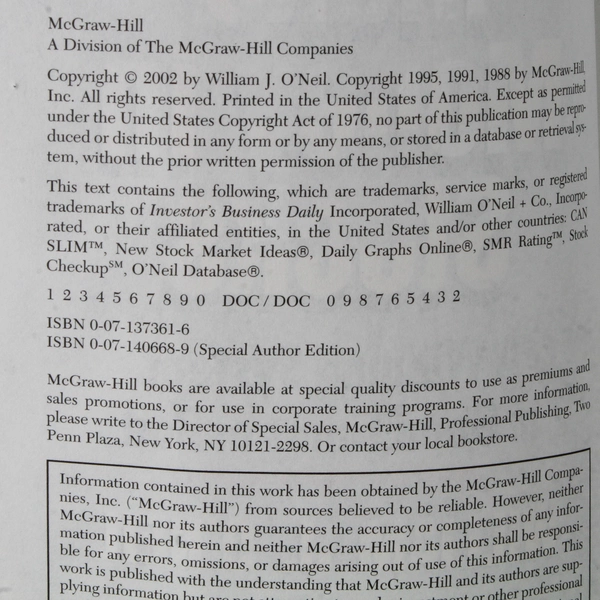 McGraw-Hill
A Division of The McGraw-Hill Companies
Copyright © 2002 by William J. O'Neil. Copyright 1995, 1991, 1988 by McGraw-Hill,
Inc. All rights reserved. Printed in the United States of America. Except as permitted
under the United States Copyright Act of 1976, no part of this publication may be repro-
duced or distributed in any form or by any means, or stored in a database or retrieval sys-
tem, without the prior written permission of the publisher.
This text contains the following, which are trademarks, service marks, or registered
trademarks of Investor's Business Daily Incorporated, William O'Neil + Co., Incorpo-
rated, or their affiliated entities, in the United States and/or other countries: CAN
SLIM™, New Stock Market Ideas®, Daily Graphs Online®, SMR Rating™, Stock
Checkup℠, O'Neil Database®.
1 2 3 4 5 6 7 8 9 0 DOC/DOC 0 9 8 7 6 5 4 3 2
ISBN 0-07-137361-6
ISBN 0-07-140668-9 (Special Author Edition)
McGraw-Hill books are available at special quality discounts to use as premiums and
sales promotions, or for use in corporate training programs. For more information,
please write to the Director of Special Sales, McGraw-Hill, Professional Publishing, Two
Penn Plaza, New York, NY 10121-2298. Or contact your local bookstore.
Information contained in this work has been obtained by the McGraw-Hill Compa-
nies, Inc. ("McGraw-Hill") from sources believed to be reliable. However, neither
McGraw-Hill nor its authors guarantees the accuracy or completeness of any infor-
mation published herein and neither McGraw-Hill nor its authors shall be responsi-
ble for any errors, omissions, or damages arising out of use of this information. This
work is published with the understanding that McGraw-Hill and its authors are sup-
plying information but are not or other professional